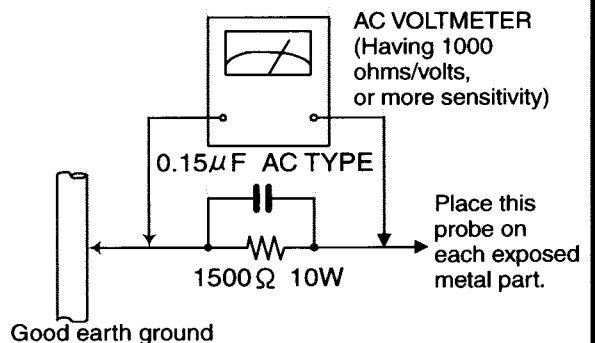 AC VOLTMETER
(Having 1000
ohms/volts,
or more sensitivity)
0.15μF AC TYPE
Place this
probe on
each exposed
metal part.
1500Ω 10W
Good earth ground